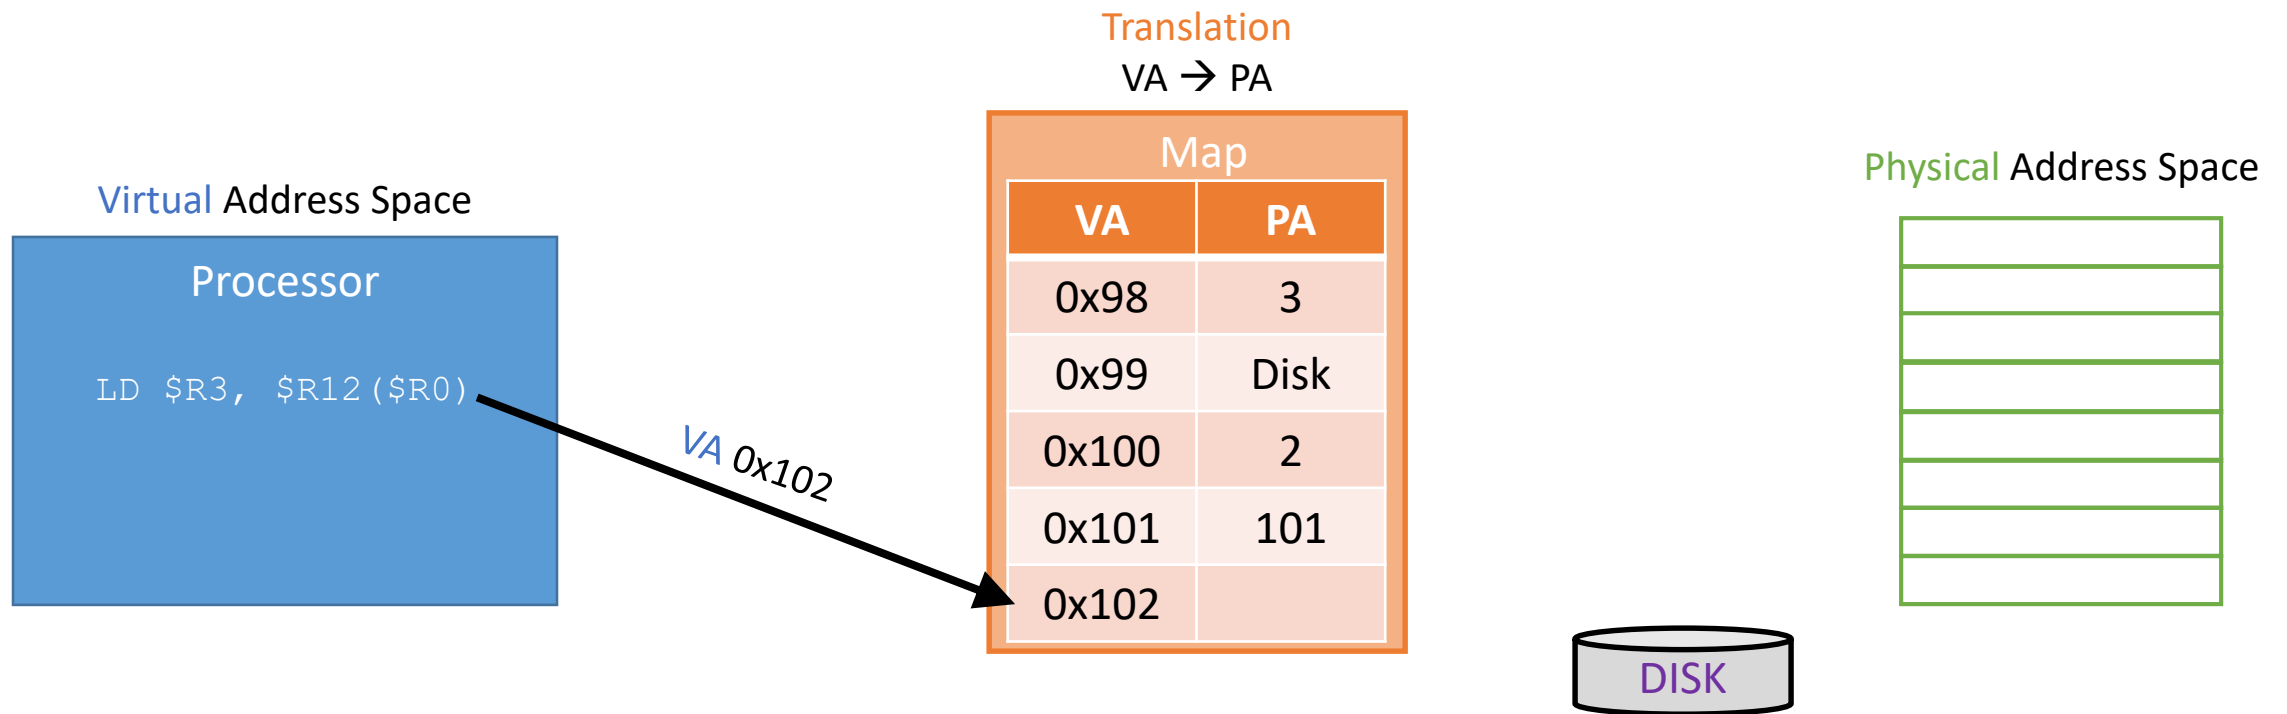 Translation
VA → PA
Virtual Address Space
Processor
LD $R3, $R12($R0)
VA 0x102
Map
VA PA
0x98 3
0x99 Disk
0x100 2
0x101 101
0x102
Physical Address Space
DISK